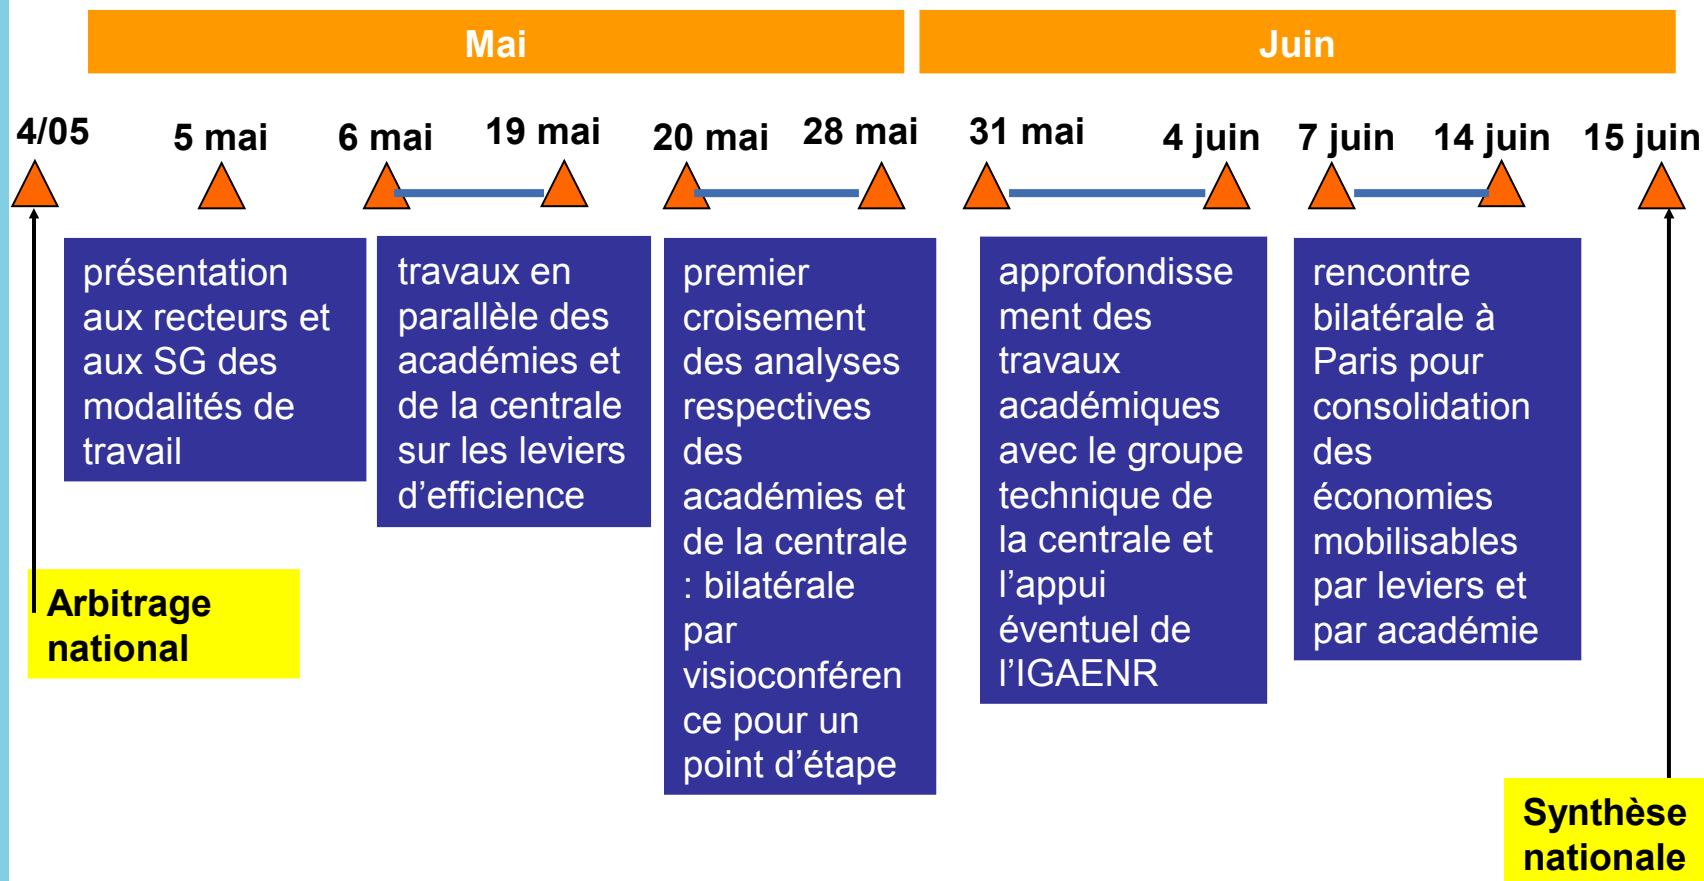 Mai
Juin
4/05
5 mai
6 mai
19 mai
20 mai
28 mai
31 mai
4 juin
7 juin
14 juin
15 juin
présentation
aux recteurs et
aux SG des
modalités de
travail
travaux en
parallèle des
académies et
de la centrale
sur les leviers
d’efficience
premier
croisement
des analyses
respectives
des
académies et
de la centrale
: bilatérale
par
visioconféren
ce pour un
point d’étape
approfondisse
ment des
travaux
académiques
avec le groupe
technique de
la centrale et
l’appui
éventuel de
l’IGAENR
rencontre
bilatérale à
Paris pour
consolidation
des
économies
mobilisables
par leviers et
par académie
Arbitrage
national
Synthèse
nationale